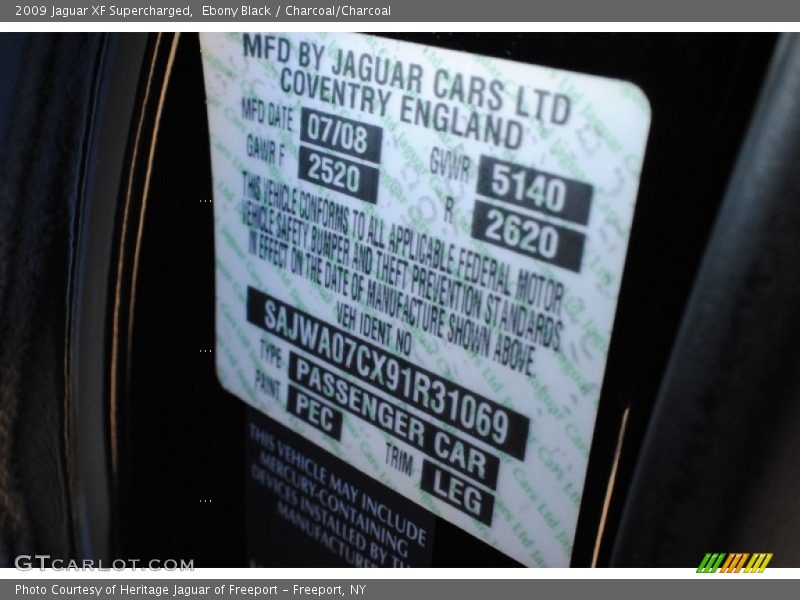 2009 Jaguar XF Supercharged, Ebony Black / Charcoal/Charcoal
MFD BY JAGUAR CARS LTD
COVENTRY ENGLAND
MFD DATE 07/08 GVWR 5140
GAWR F 2520 R 2620
THIS VEHICLE CONFORMS TO ALL APPLICABLE FEDERAL MOTOR
VEHICLE SAFETY BUMPER AND THEFT PREVENTION STANDARDS
IN EFFECT ON THE DATE OF MANUFACTURE SHOWN ABOVE
VEH IDENT NO
SAJWA07CX91R31069
TYPE PASSENGER CAR
PAINT PEC TRIM LEG
THIS VEHICLE MAY INCLUDE
MERCURY-CONTAINING
DEVICES INSTALLED BY
MANUFACTURER
GTCARLOT.COM
Photo Courtesy of Heritage Jaguar of Freeport - Freeport, NY